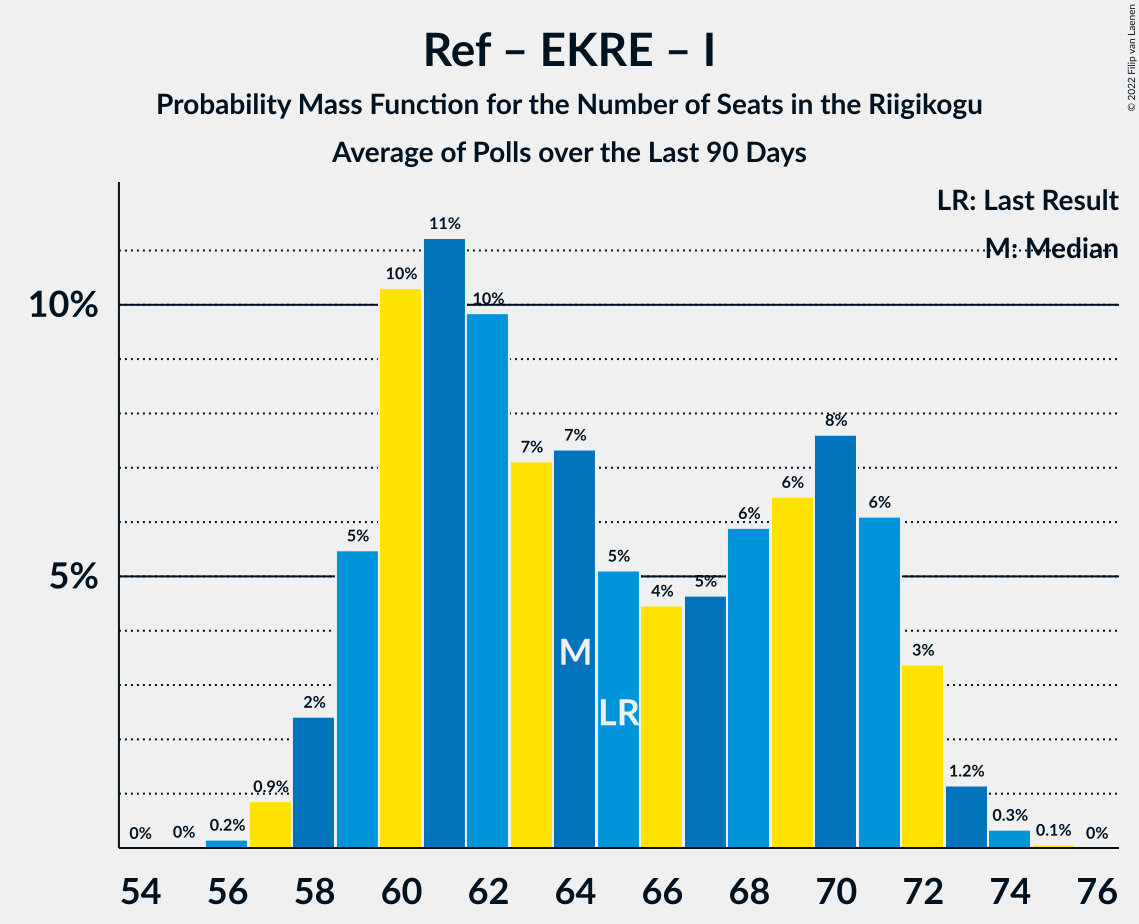 Ref – EKRE – I
Probability Mass Function for the Number of Seats in the Riigikogu
Average of Polls over the Last 90 Days
© 2022 Filip van Laenen
LR: Last Result
M: Median
10%
5%
0%
0%
0.2%
0.9%
2%
5%
10%
11%
10%
7%
7%
5%
4%
5%
6%
6%
8%
6%
3%
1.2%
0.3%
0.1%
0%
M
LR
54 56 58 60 62 64 66 68 70 72 74 76